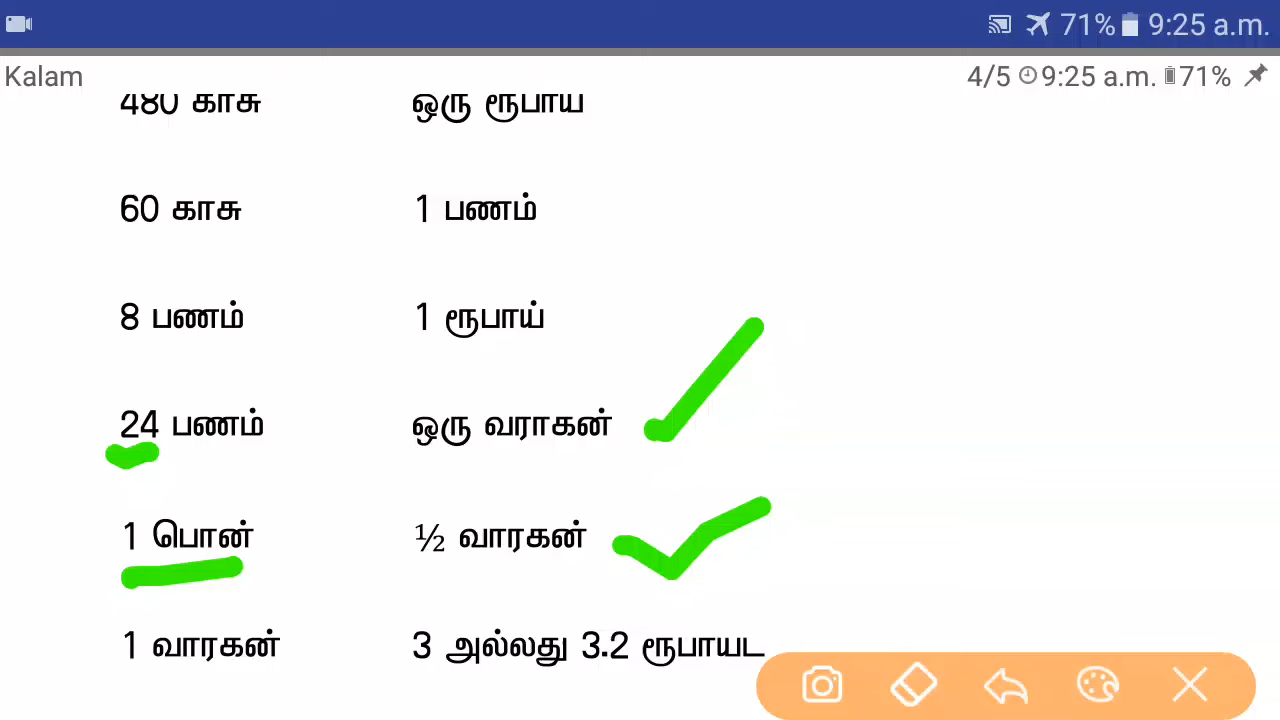 71% 9:25 a.m.
Kalam 4/5 9:25 a.m. 71%
480 காசு ஒரு ரூபாய
60 காசு 1 பணம்
8 பணம் 1 ரூபாய்
24 பணம் ஒரு வராகன்
1 பொன் ½ வாரகன்
1 வாரகன் 3 அல்லது 3.2 ரூபாயட